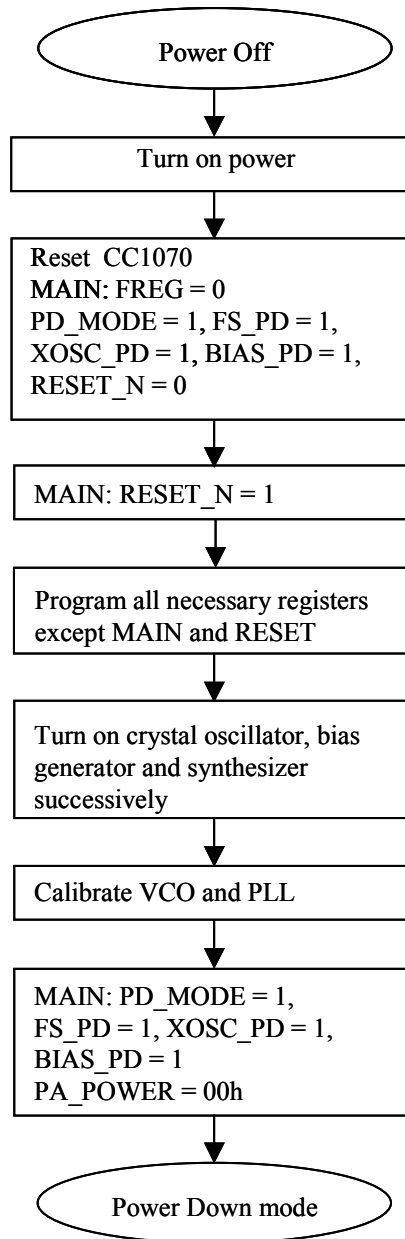 Power Off
Turn on power
Reset CC1070
MAIN: FREG = 0
PD_MODE = 1, FS_PD = 1,
XOSC_PD = 1, BIAS_PD = 1,
RESET_N = 0
MAIN: RESET_N = 1
Program all necessary registers
except MAIN and RESET
Turn on crystal oscillator, bias
generator and synthesizer
successively
Calibrate VCO and PLL
MAIN: PD_MODE = 1,
FS_PD = 1, XOSC_PD = 1,
BIAS_PD = 1
PA_POWER = 00h
Power Down mode